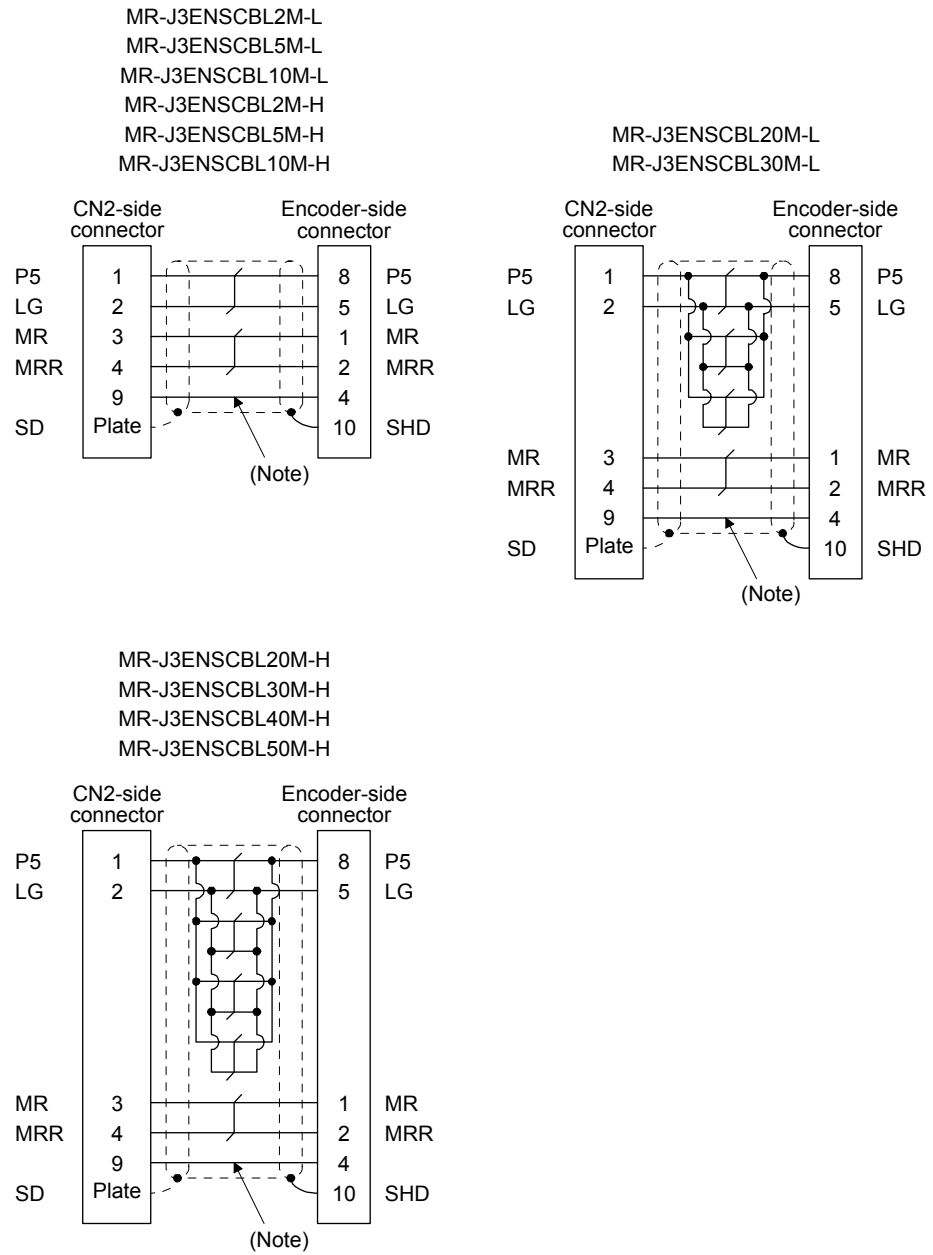 MR-J3ENSCBL2M-L
MR-J3ENSCBL5M-L
MR-J3ENSCBL10M-L
MR-J3ENSCBL2M-H
MR-J3ENSCBL5M-H
MR-J3ENSCBL10M-H
CN2-side connector
Encoder-side connector
P5 1 8 P5
LG 2 5 LG
MR 3 1 MR
MRR 4 2 MRR
9 4
SD Plate 10 SHD
(Note)
MR-J3ENSCBL20M-L
MR-J3ENSCBL30M-L
CN2-side connector
Encoder-side connector
P5 1 8 P5
LG 2 5 LG
MR 3 1 MR
MRR 4 2 MRR
9 4
SD Plate 10 SHD
(Note)
MR-J3ENSCBL20M-H
MR-J3ENSCBL30M-H
MR-J3ENSCBL40M-H
MR-J3ENSCBL50M-H
CN2-side connector
Encoder-side connector
P5 1 8 P5
LG 2 5 LG
MR 3 1 MR
MRR 4 2 MRR
9 4
SD Plate 10 SHD
(Note)